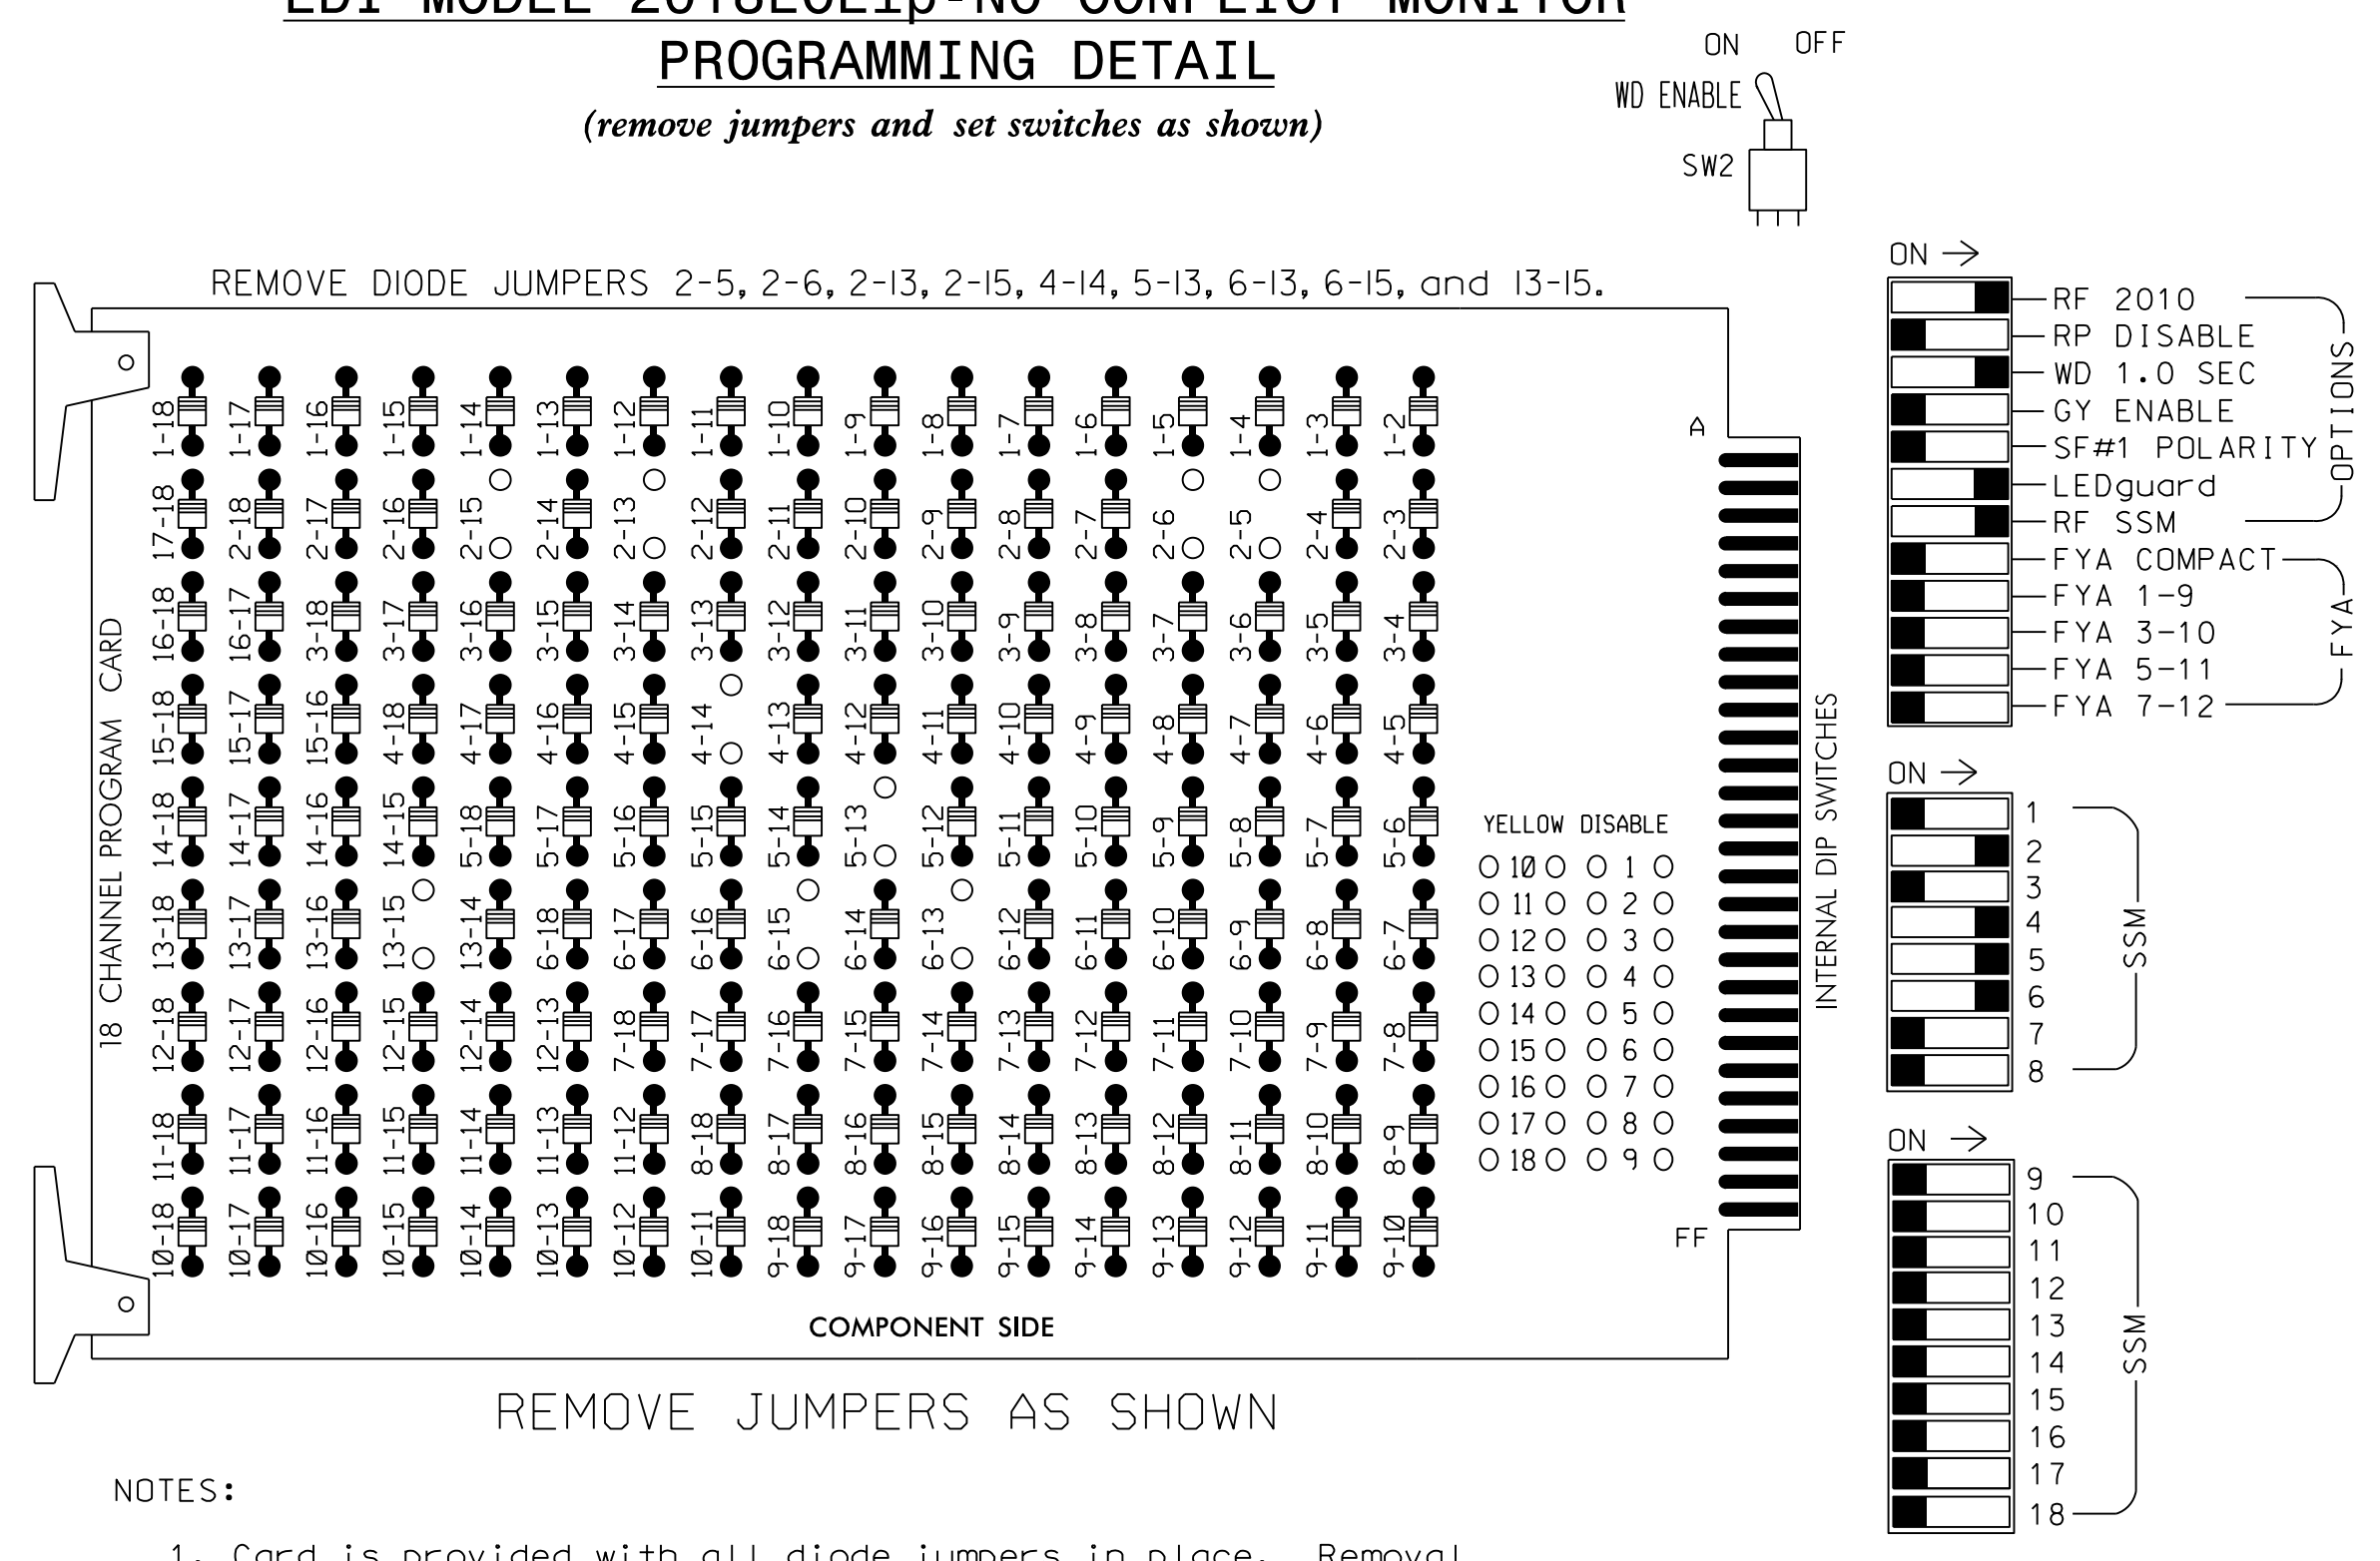 EDI MODEL 2018ECLip-NC CONFLICT MONITOR
PROGRAMMING DETAIL
(remove jumpers and set switches as shown)
ON OFF
WD ENABLE
SW2
REMOVE DIODE JUMPERS 2-5, 2-6, 2-13, 2-15, 4-14, 5-13, 6-13, 6-15, and 13-15.
18 CHANNEL PROGRAM CARD
1-18 1-17 1-16 1-15 1-14 1-13 1-12 1-11 1-10 1-9 1-8 1-7 1-6 1-5 1-4 1-3 1-2
17-18 2-18 2-17 2-16 2-15 2-14 2-13 2-12 2-11 2-10 2-9 2-8 2-7 2-6 2-5 2-4 2-3
16-18 16-17 3-18 3-17 3-16 3-15 3-14 3-13 3-12 3-11 3-10 3-9 3-8 3-7 3-6 3-5 3-4
15-18 15-17 15-16 4-18 4-17 4-16 4-15 4-14 4-13 4-12 4-11 4-10 4-9 4-8 4-7 4-6 4-5
14-18 14-17 14-16 14-15 5-18 5-17 5-16 5-15 5-14 5-13 5-12 5-11 5-10 5-9 5-8 5-7 5-6
13-18 13-17 13-16 13-15 13-14 6-18 6-17 6-16 6-15 6-14 6-13 6-12 6-11 6-10 6-9 6-8 6-7
12-18 12-17 12-16 12-15 12-14 12-13 7-18 7-17 7-16 7-15 7-14 7-13 7-12 7-11 7-10 7-9 7-8
11-18 11-17 11-16 11-15 11-14 11-13 11-12 8-18 8-17 8-16 8-15 8-14 8-13 8-12 8-11 8-10 8-9
10-18 10-17 10-16 10-15 10-14 10-13 10-12 10-11 9-18 9-17 9-16 9-15 9-14 9-13 9-12 9-11 9-10
A
YELLOW DISABLE
10 1
11 2
12 3
13 4
14 5
15 6
16 7
17 8
18 9
FF
COMPONENT SIDE
INTERNAL DIP SWITCHES
ON
RF 2010
RP DISABLE
WD 1.0 SEC
GY ENABLE
SF#1 POLARITY
LEDguard
RF SSM
OPTIONS
FYA COMPACT
FYA 1-9
FYA 3-10
FYA 5-11
FYA 7-12
FYA
ON
1
2
3
4
5
6
7
8
SSM
ON
9
10
11
12
13
14
15
16
17
18
SSM
REMOVE JUMPERS AS SHOWN
NOTES:
1. Card is provided with all diode jumpers in place. Removal